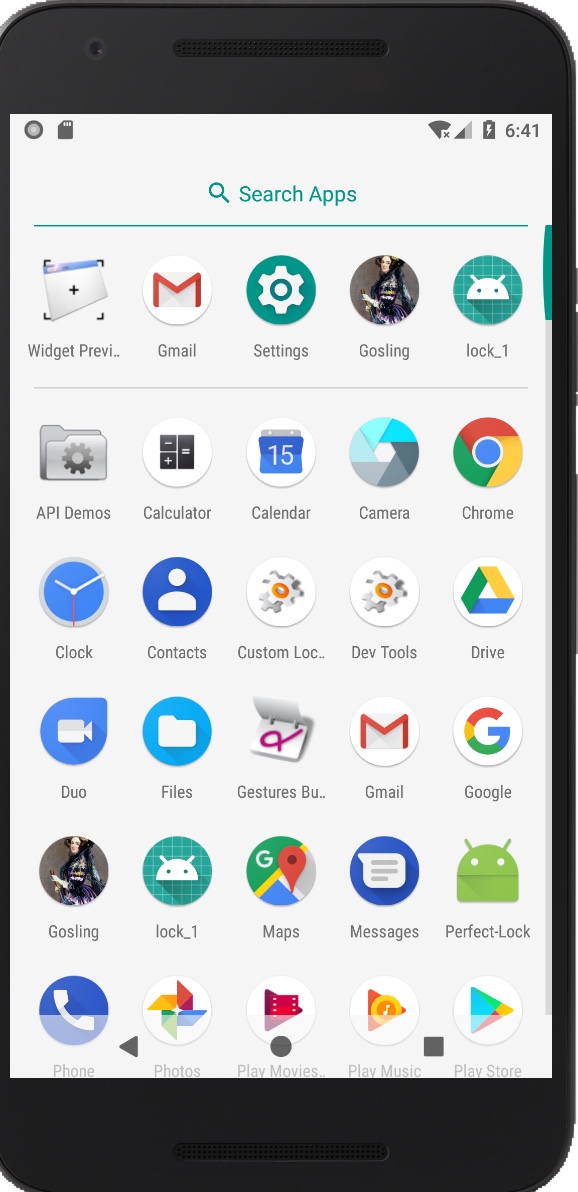 6:41
Search Apps
Widget Previ.. Gmail Settings Gosling lock_1
15
API Demos Calculator Calendar Camera Chrome
Clock Contacts Custom Loc.. Dev Tools Drive
G
Duo Files Gestures Bu.. Gmail Google
G
Gosling lock_1 Maps Messages Perfect-Lock
Phone Photos Play Movies.. Play Music Play Store